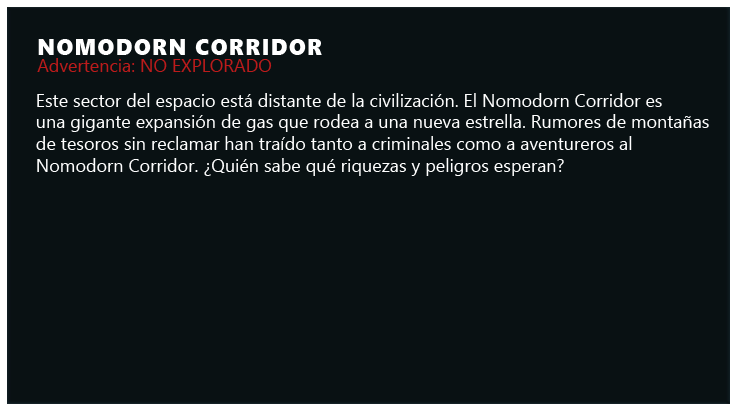 NOMODORN CORRIDOR
Advertencia: NO EXPLORADO
Este sector del espacio está distante de la civilización. El Nomodorn Corridor es
una gigante expansión de gas que rodea a una nueva estrella. Rumores de montañas
de tesoros sin reclamar han traído tanto a criminales como a aventureros al
Nomodorn Corridor. ¿Quién sabe qué riquezas y peligros esperan?